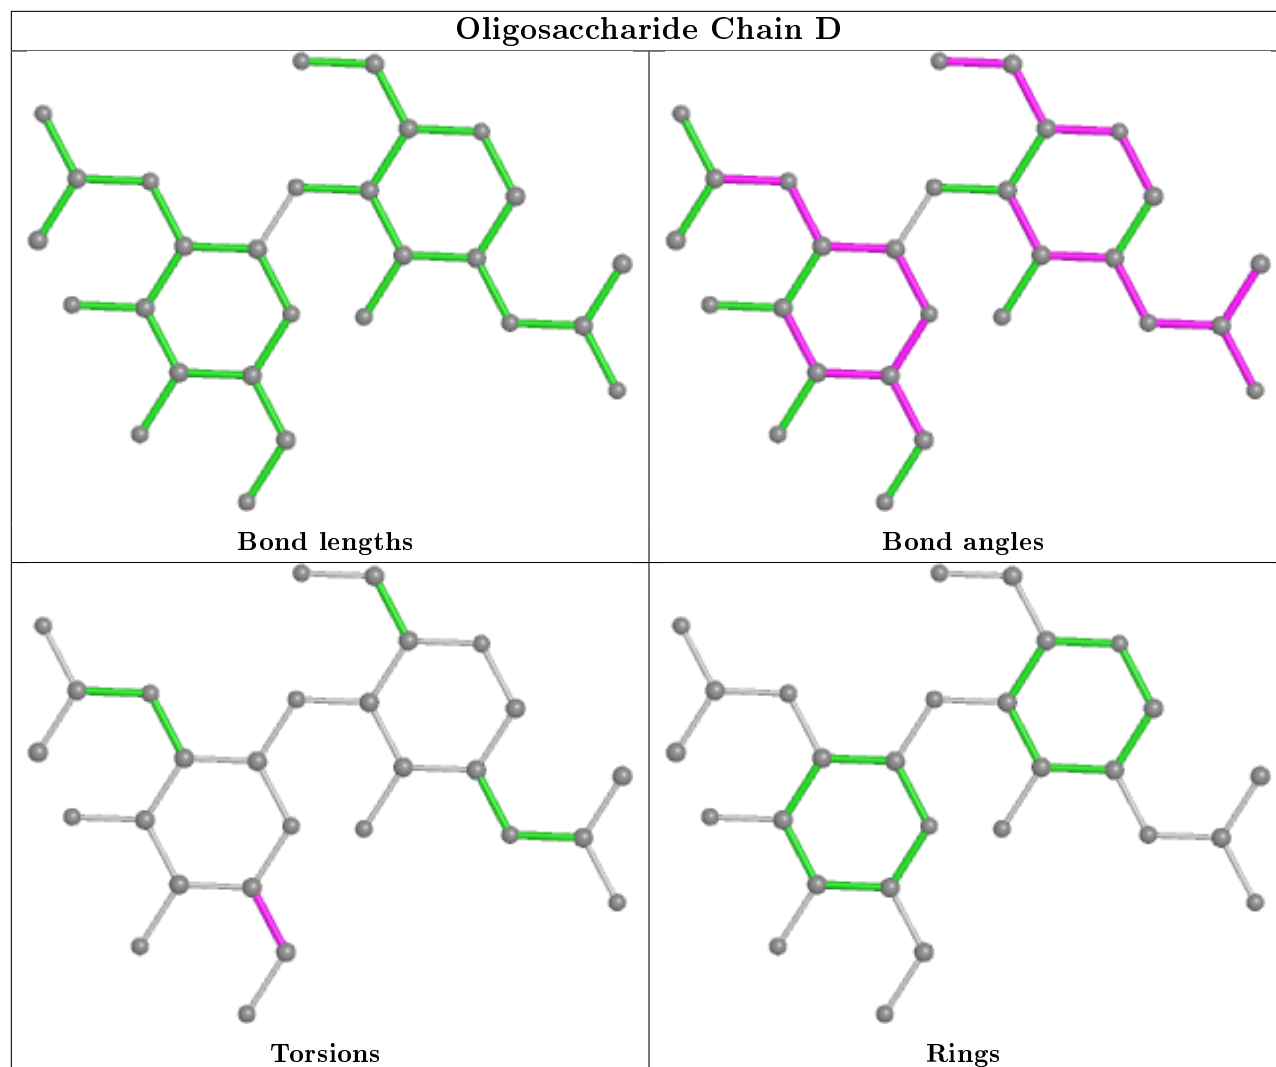 Oligosaccharide Chain D
Bond lengths
Bond angles
Torsions
Rings